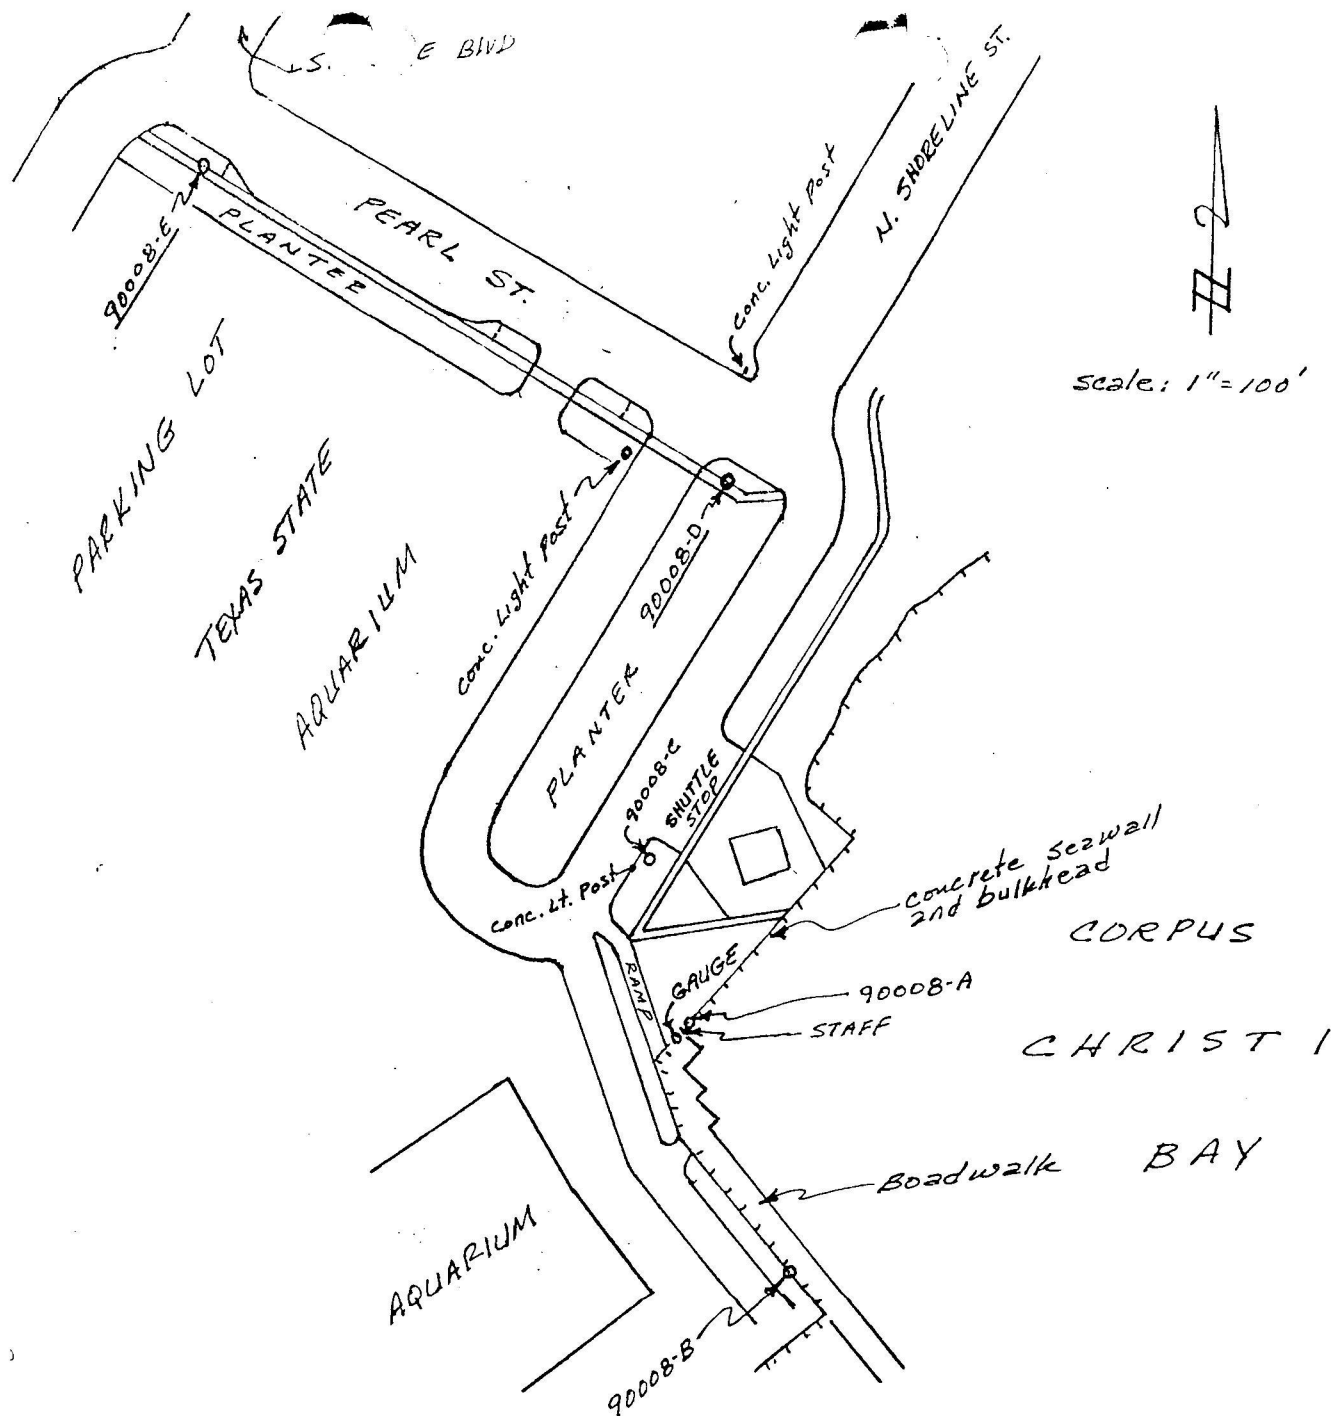 E BLVD
N. SHORELINE ST.
Conc. Light Post
PEARL ST.
90008-E
PLANTER
scale: 1"=100'
PARKING LOT
TEXAS STATE
AQUARIUM
Conc. Light Post
90008-D
PLANTER
90008-C
SHUTTLE
STOP
Conc. Lt. Post
concrete seawall
and bulkhead
RAMP
GAUGE
90008-A
STAFF
CORPUS
CHRISTI
BAY
Boadwalk
AQUARIUM
90008-B